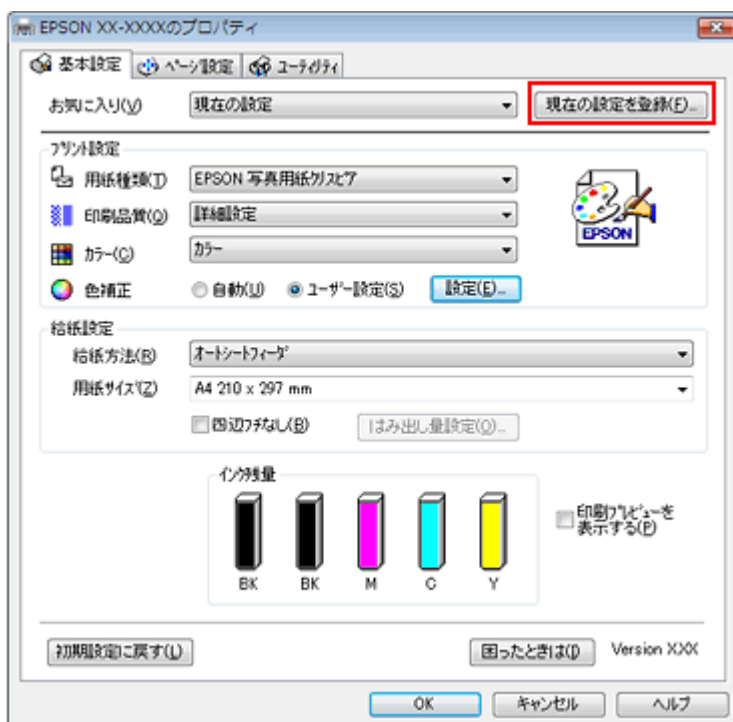 EPSON XX-XXXXのプロパティ
基本設定 ページ設定 ユーティリティ
お気に入り(V) 現在の設定 現在の設定を登録(F)...
プリント設定
用紙種類(T) EPSON 写真用紙クリスピア
印刷品質(Q) 詳細設定
EPSON
カラー(C) カラー
色補正 自動(U) ユーザー設定(S) 設定(E)...
給紙設定
給紙方法(R) オートシートフィーダ
用紙サイズ(Z) A4 210 x 297 mm
四辺フチなし(B) はみ出し量設定(O)...
インク残量
印刷プレビューを
表示する(P)
BK BK M C Y
初期設定に戻す(L) 困ったときは(I) Version X.XX
OK キャンセル ヘルプ